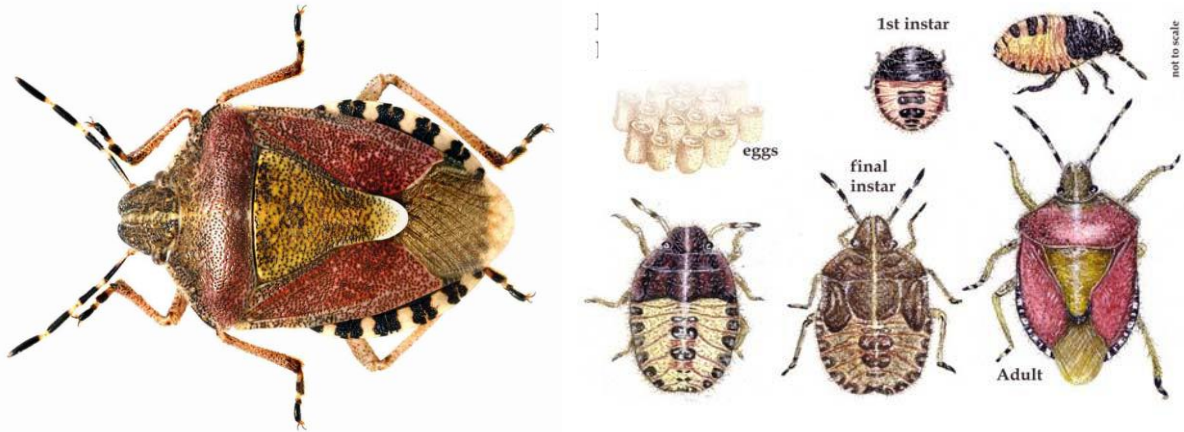 1st instar
not to scale
eggs
final
instar
Adult